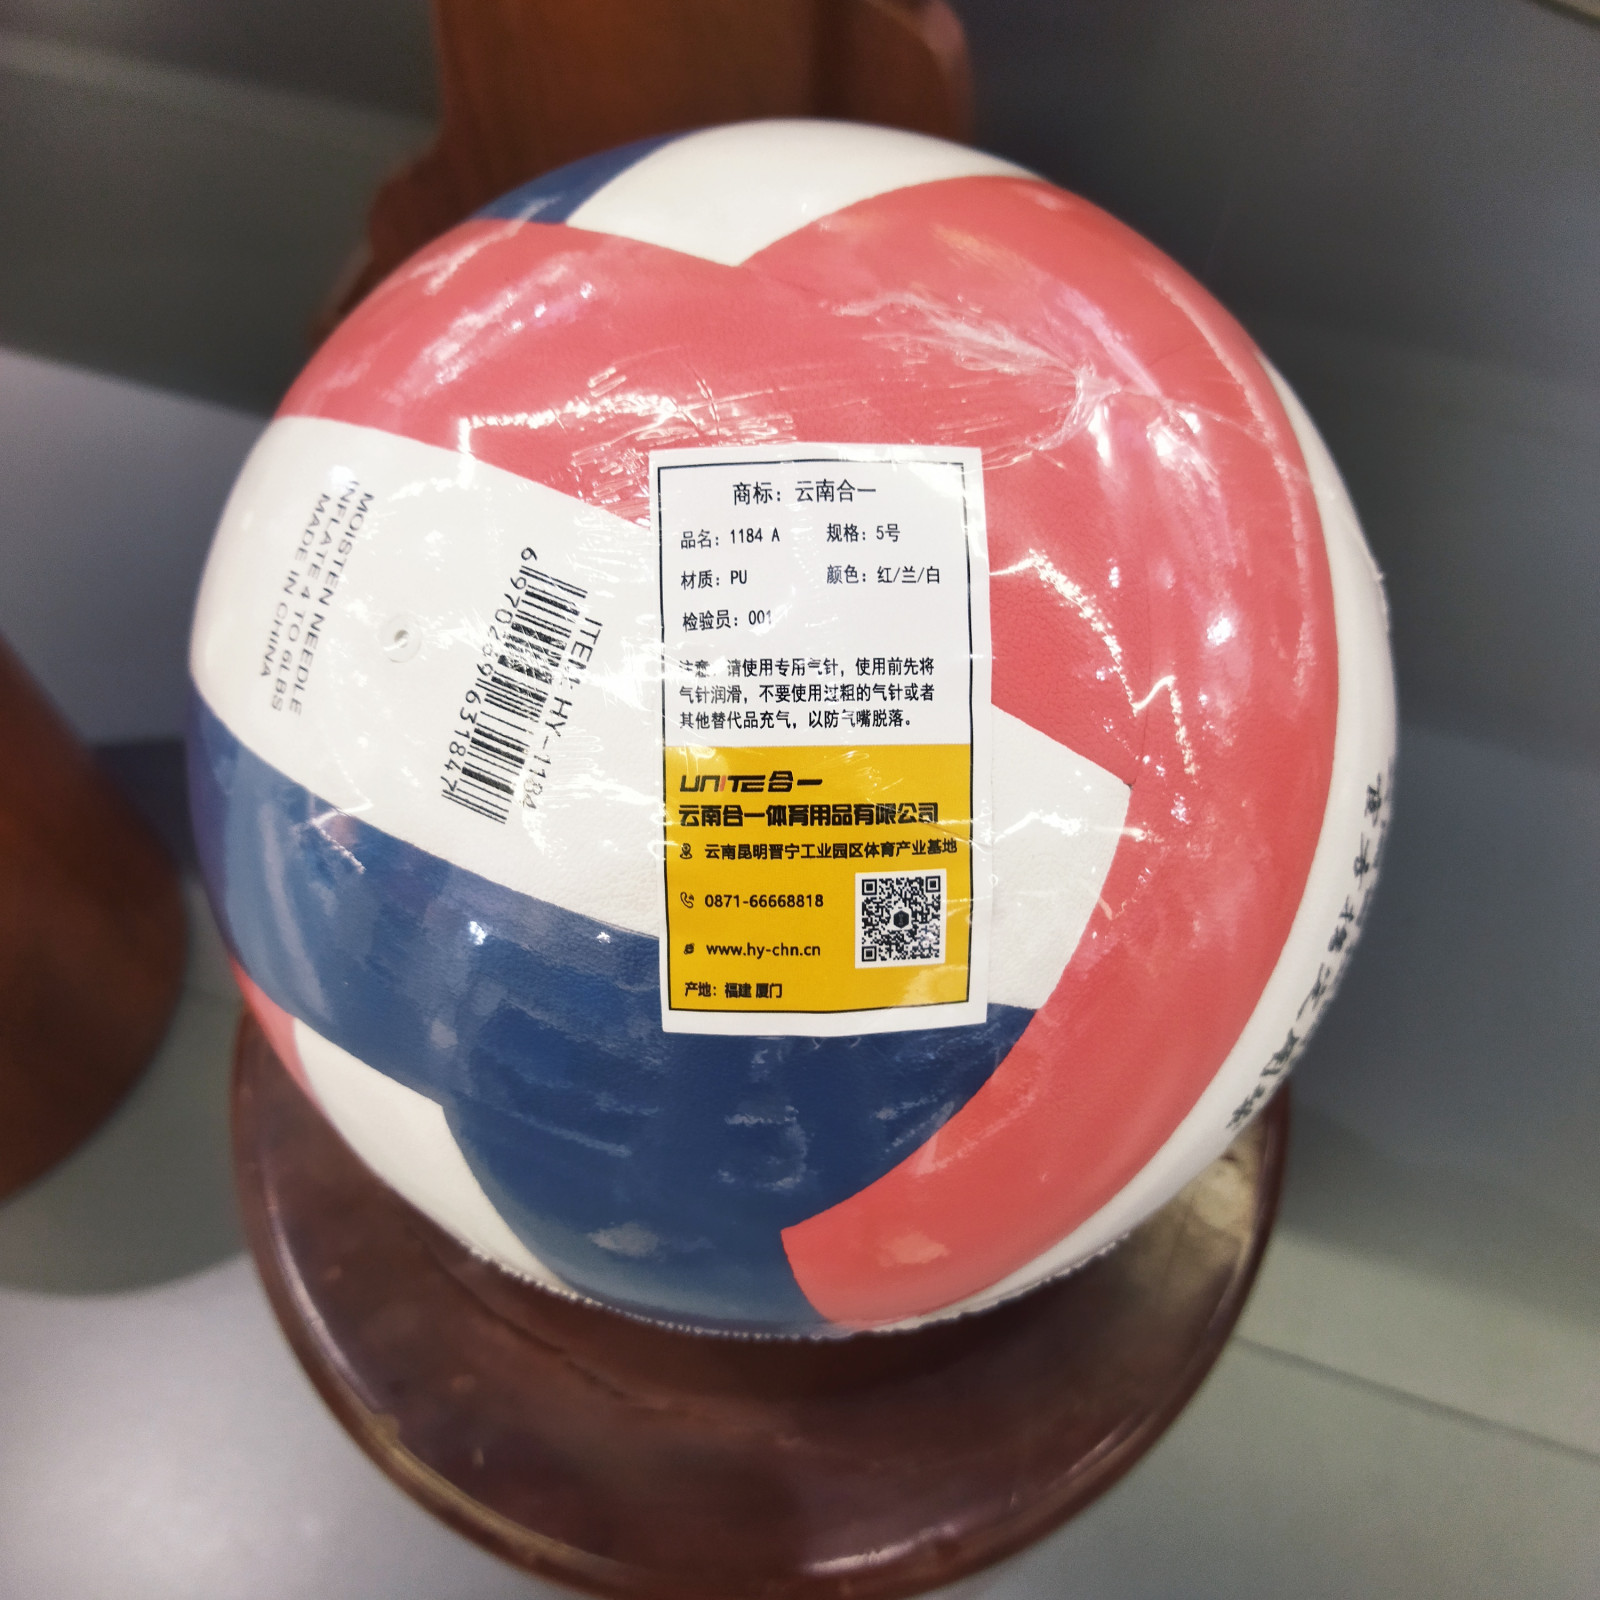 商标：云南合一
品名：1184 A 规格：5号
材质：PU 颜色：红/兰/白
检验员：001
注意：请使用专用气针，使用前先将
气针润滑，不要使用过粗的气针或者
其他替代品充气，以防气嘴脱落。
UNITE合一
云南合一体育用品有限公司
云南昆明晋宁工业园区体育产业基地
0871-66668818
www.hy-chn.cn
产地：福建 厦门
MOISTEN NEEDLE
INFLATE 4 TO 6LBS
MADE IN CHINA
ITEM: HY-1184